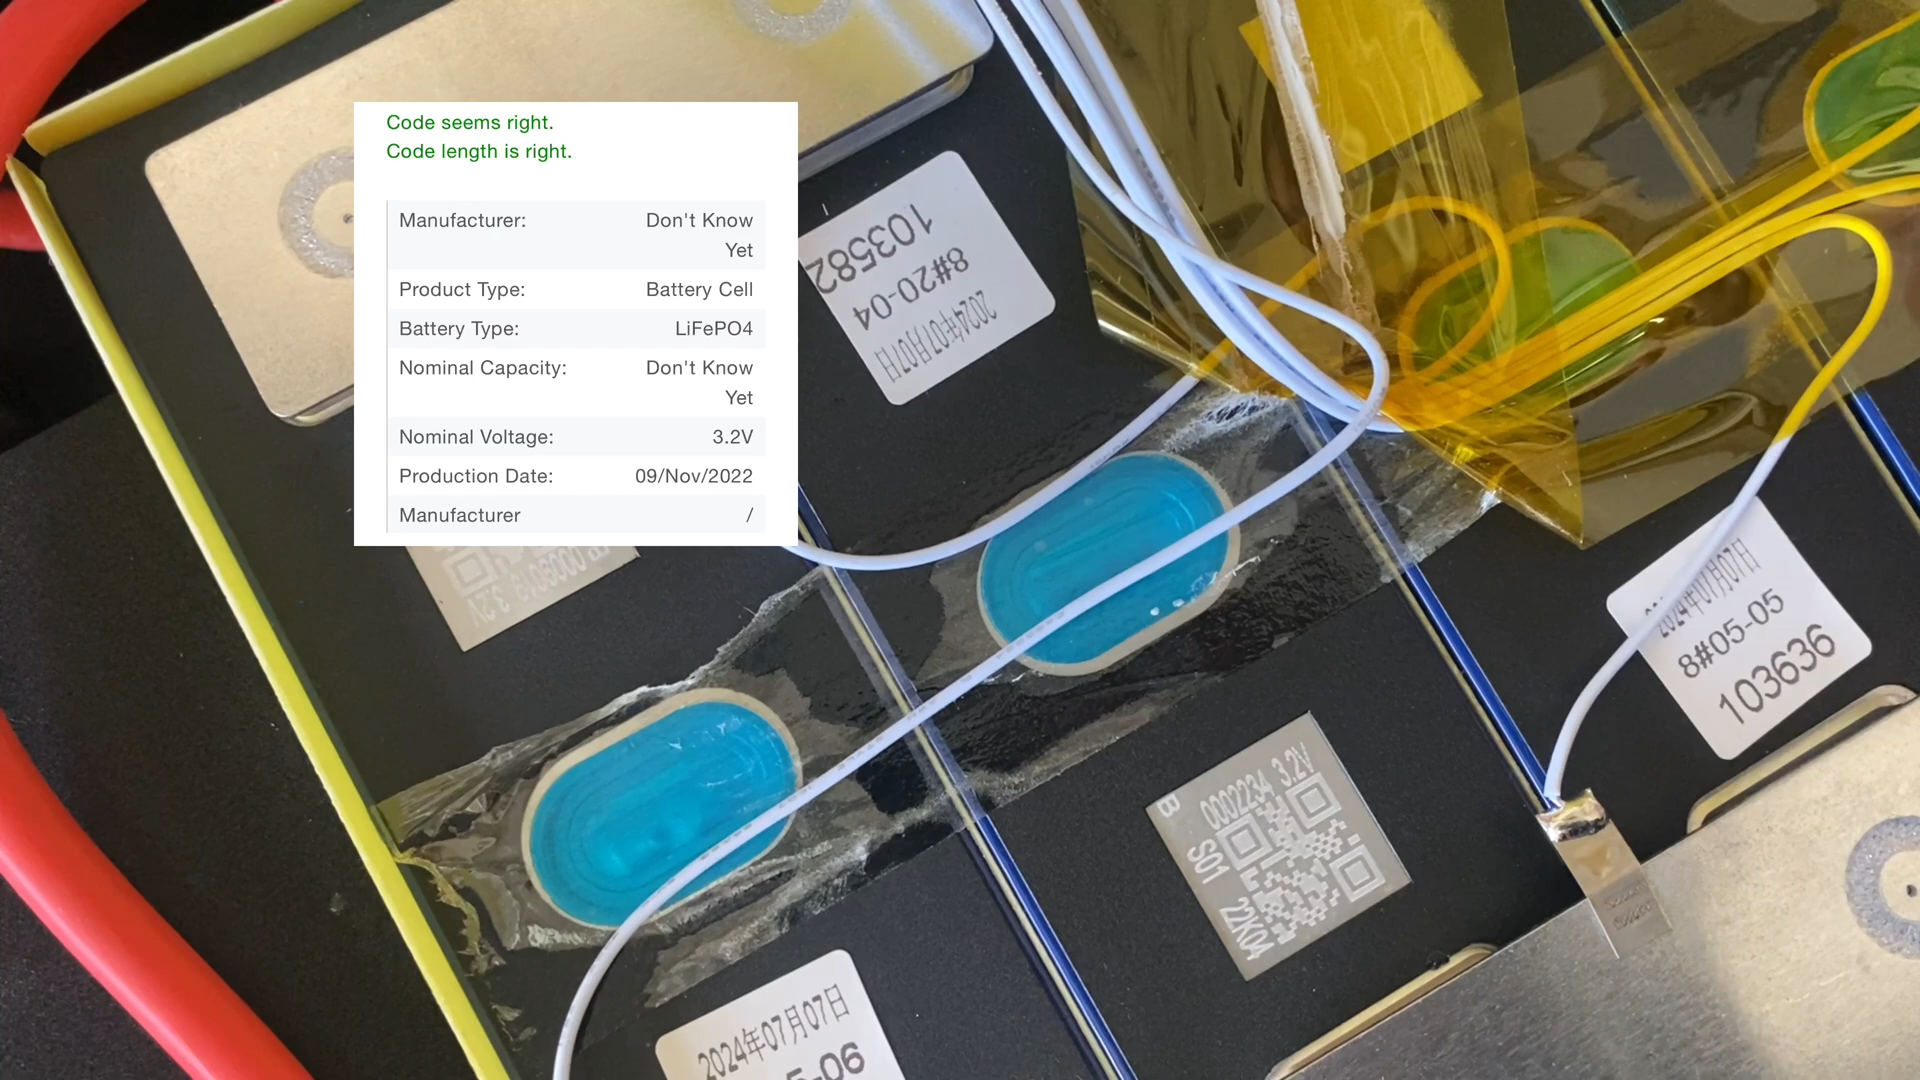 Code seems right.
Code length is right.
Manufacturer: Don't Know Yet
Product Type: Battery Cell
Battery Type: LiFePO4
Nominal Capacity: Don't Know Yet
Nominal Voltage: 3.2V
Production Date: 09/Nov/2022
Manufacturer /
103582
8#20-04
2024年07月07日
3.2V
2024年07月07日
8#05-05
103636
B
0002234 3.2V
S01
22K04
2024年07月07日
5-06